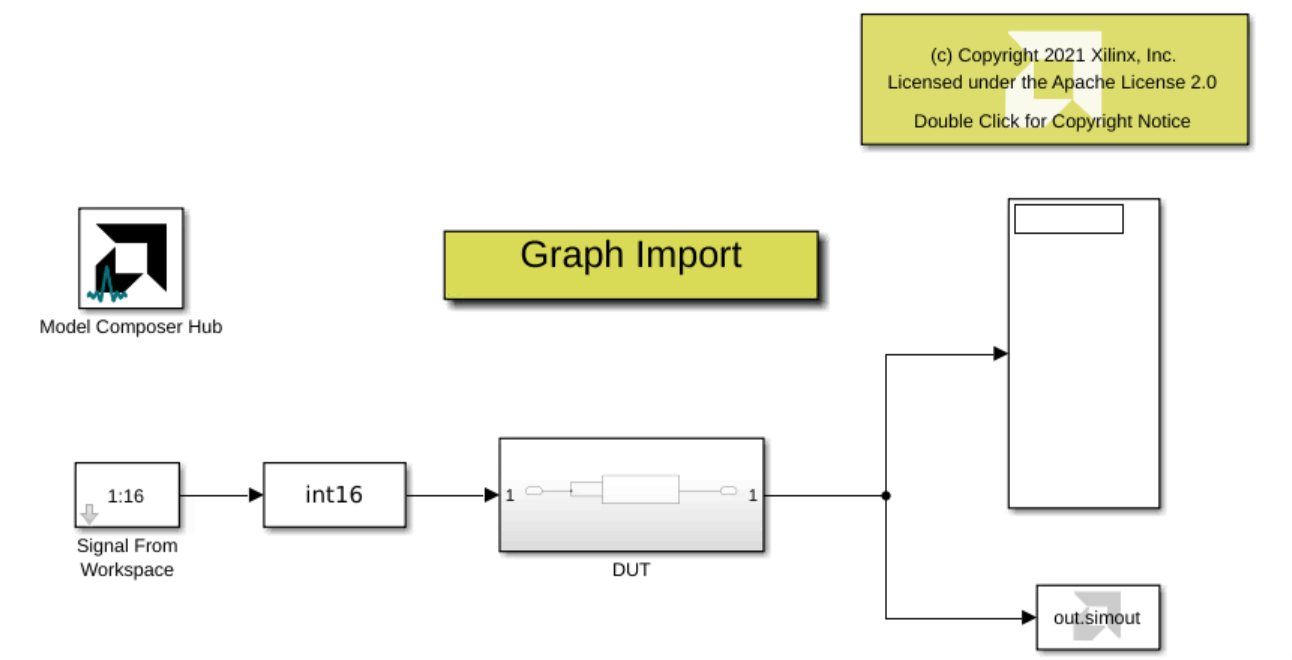 (c) Copyright 2021 Xilinx, Inc.
Licensed under the Apache License 2.0
Double Click for Copyright Notice
Graph Import
Model Composer Hub
1:16
Signal From
Workspace
int16
1
1
DUT
out.simout